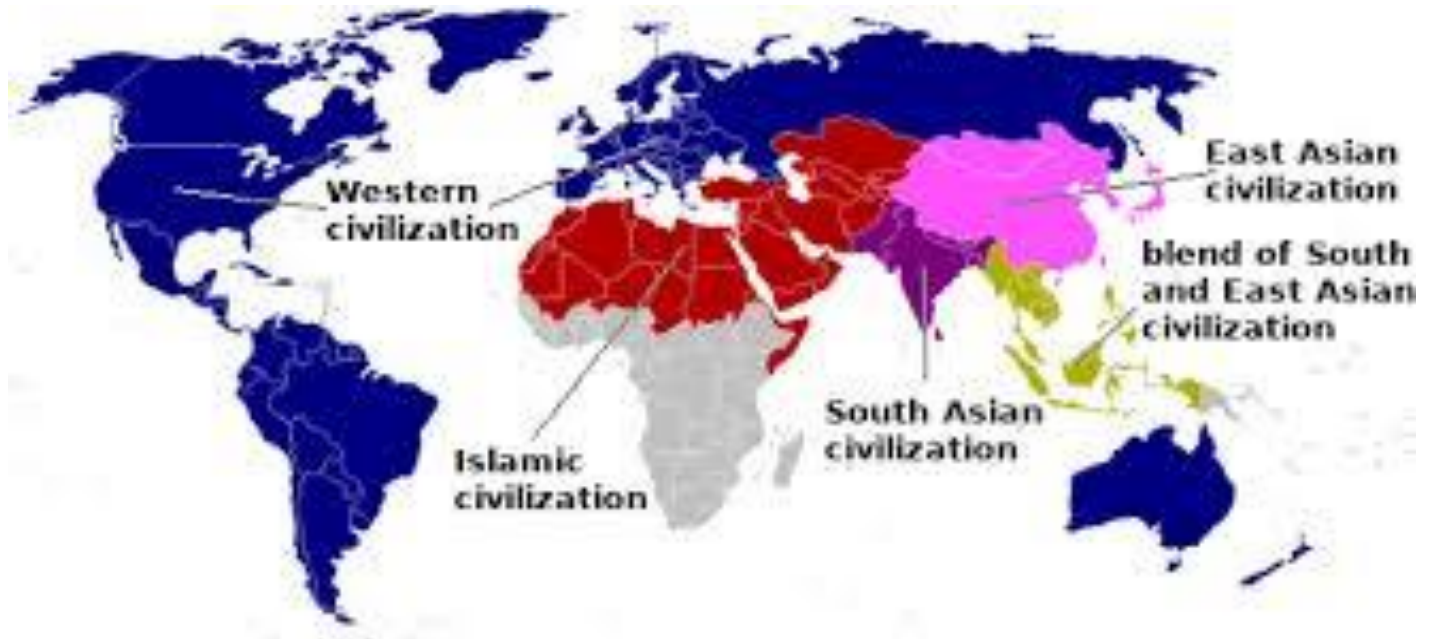 East Asian
civilization
Western
civilization
blend of South
and East Asian
civilization
South Asian
civilization
Islamic
civilization